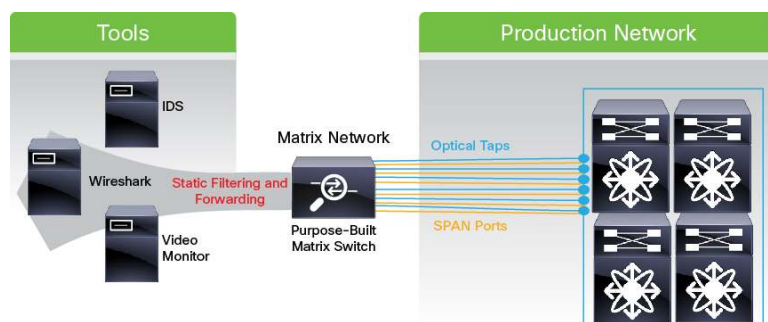 Tools
Production Network
IDS
Matrix Network
Optical Taps
Wireshark
Static Filtering and
Forwarding
SPAN Ports
Video
Monitor
Purpose-Built
Matrix Switch